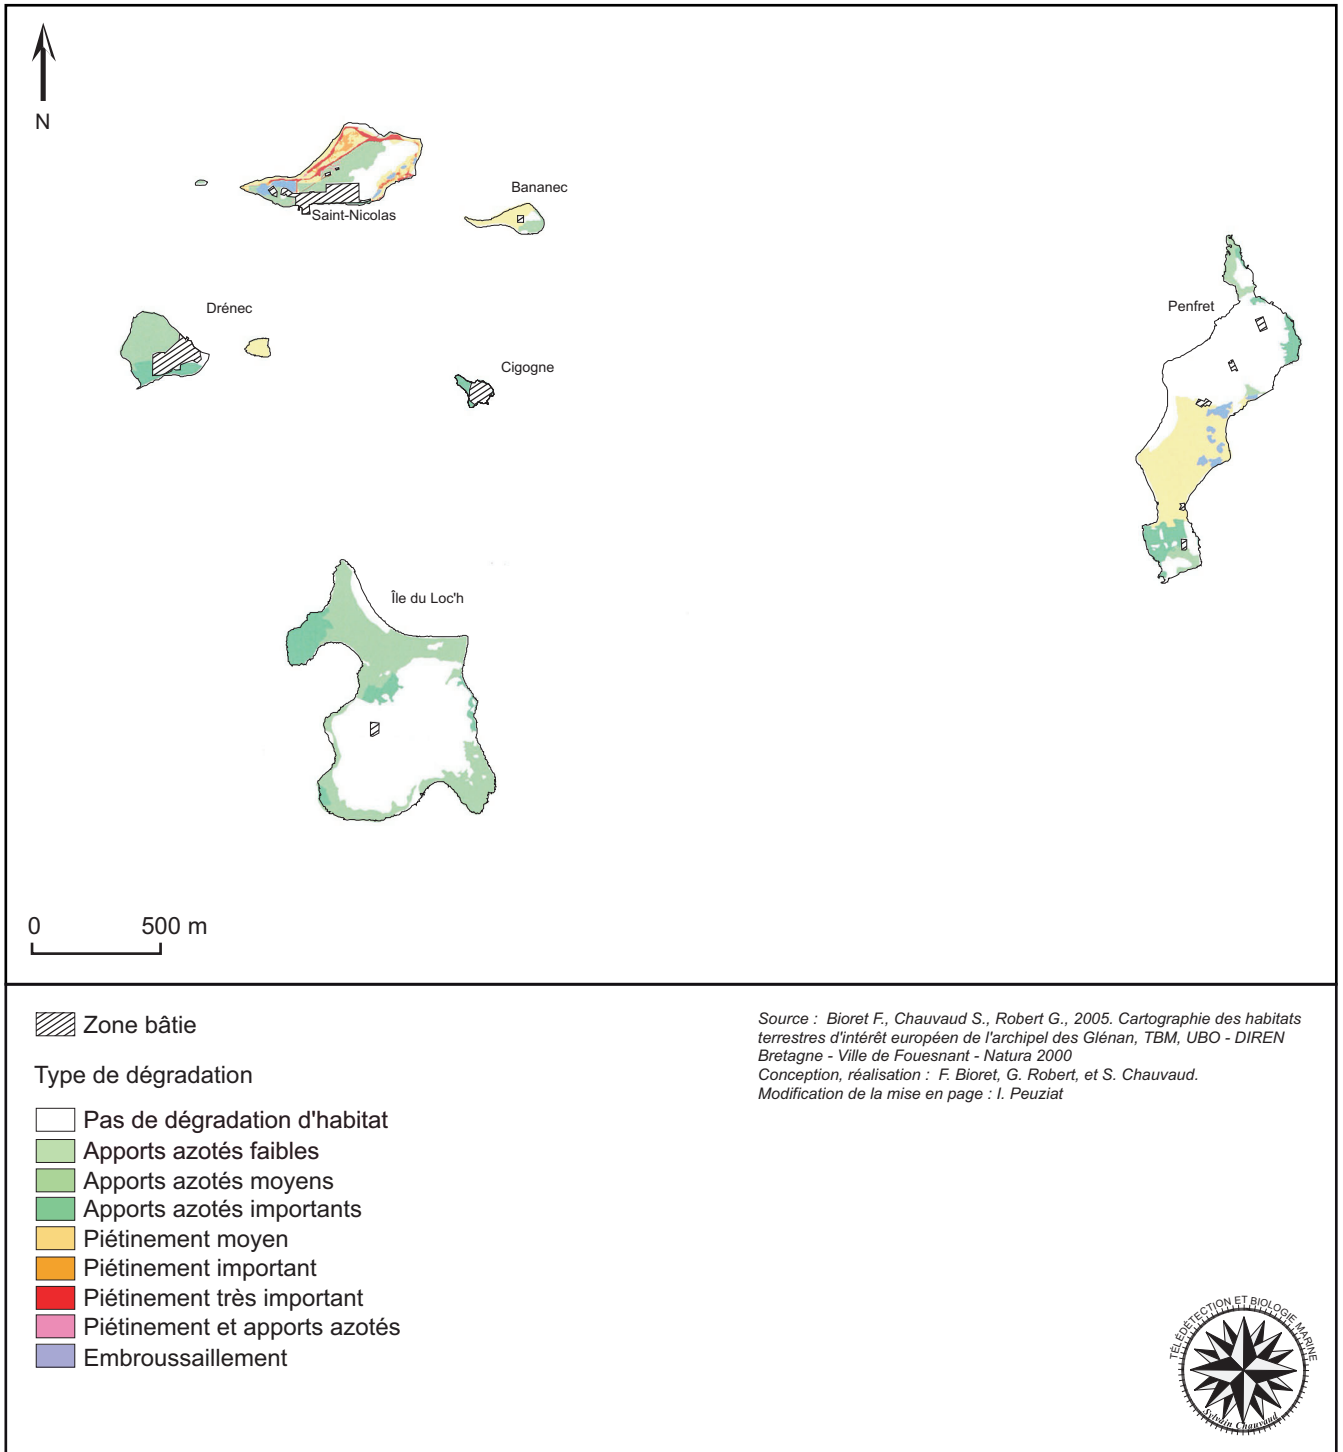 N
Bananec
Saint-Nicolas
Drénec
Penfret
Cigogne
Île du Loc'h
0 500 m
Zone bâtie
Type de dégradation
Pas de dégradation d'habitat
Apports azotés faibles
Apports azotés moyens
Apports azotés importants
Piétinement moyen
Piétinement important
Piétinement très important
Piétinement et apports azotés
Embroussaillement
Source : Bioret F., Chauvaud S., Robert G., 2005. Cartographie des habitats
terrestres d'intérêt européen de l'archipel des Glénan, TBM, UBO - DIREN
Bretagne - Ville de Fouesnant - Natura 2000
Conception, réalisation : F. Bioret, G. Robert, et S. Chauvaud.
Modification de la mise en page : I. Peuziat
TÉLÉDÉTECTION ET BIOLOGIE MARINE
Sylvain Chauvaud